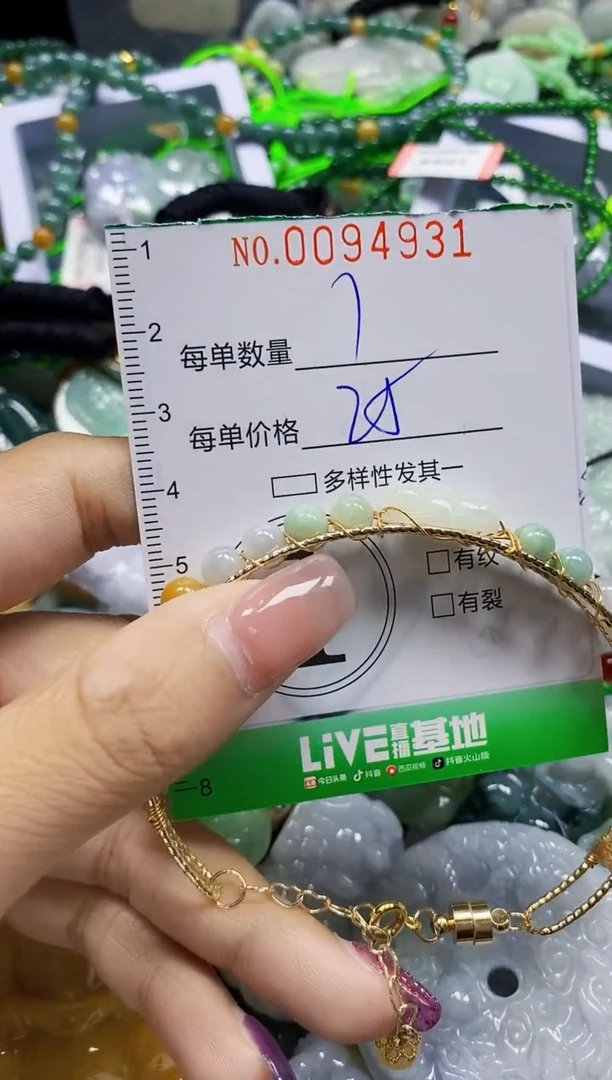 NO.0094931
1
2
3
4
5
8
每单数量 1
每单价格 25
多样性发其一
有纹
有裂
LiVE直播基地
今日头条 抖音 西瓜视频 抖音火山版